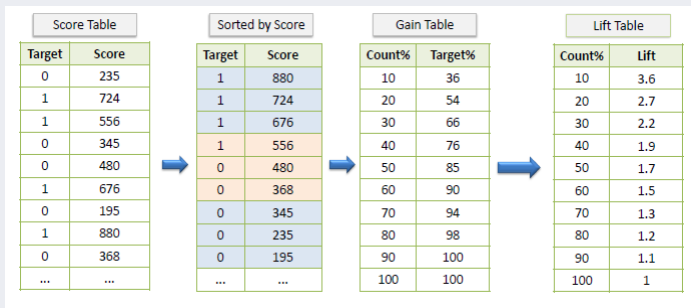 Score Table Sorted by Score Gain Table Lift Table
Target Score Target Score Count% Target% Count% Lift
0 235 1 880 10 36 10 3.6
1 724 1 724 20 54 20 2.7
1 556 1 676 30 66 30 2.2
0 345 1 556 40 76 40 1.9
0 480 0 480 50 85 50 1.7
1 676 0 368 60 90 60 1.5
0 195 0 345 70 94 70 1.3
1 880 0 235 80 98 80 1.2
0 368 0 195 90 100 90 1.1
... ... ... ... 100 100 100 1